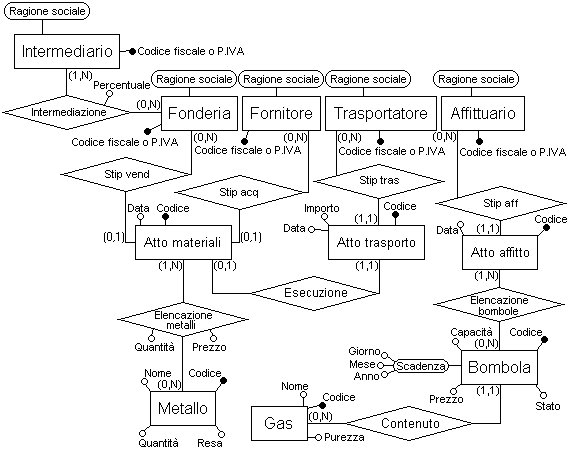 Ragione sociale
Intermediario
Codice fiscale o P.IVA
(1,N)
Percentuale
Intermediazione
(0,N)
Ragione sociale
Ragione sociale
Ragione sociale
Ragione sociale
Fonderia
Fornitore
Trasportatore
Affittuario
(0,N)
(0,N)
(0,N)
(0,N)
Codice fiscale o P.IVA
Codice fiscale o P.IVA
Codice fiscale o P.IVA
Codice fiscale o P.IVA
Stip vend
Stip acq
Stip tras
Stip aff
Data
Codice
Importo
Codice
(1,1)
Data
Data
Codice
(1,1)
(0,1)
Atto materiali
(0,1)
Atto trasporto
Atto affitto
(1,N)
(0,1)
(1,1)
(1,N)
Esecuzione
Elencazione
metalli
Quantità
Prezzo
Elencazione
bombole
Capacità
(0,N)
Codice
Giorno
Mese
Anno
Scadenza
Bombola
Prezzo
(1,1)
Stato
Nome
(0,N)
Codice
Metallo
Quantità
Resa
Nome
Codice
Gas
(0,N)
Purezza
Contenuto